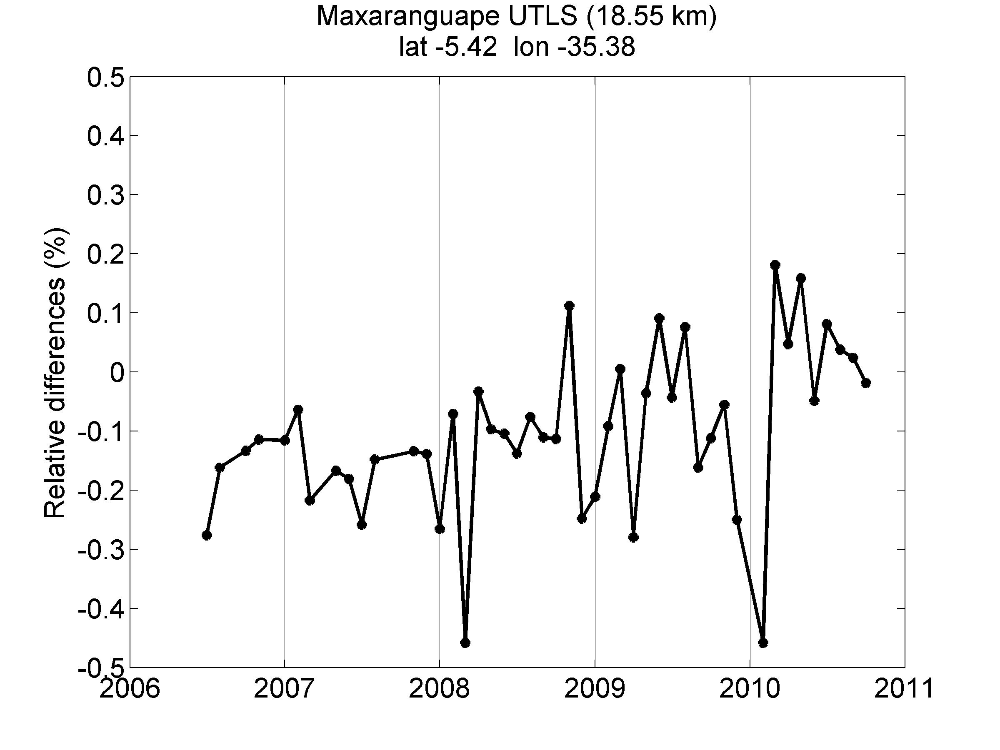 Maxaranguape UTLS (18.55 km)
lat -5.42 lon -35.38
Relative differences (%)
0.5
0.4
0.3
0.2
0.1
0
-0.1
-0.2
-0.3
-0.4
-0.5
2006 2007 2008 2009 2010 2011